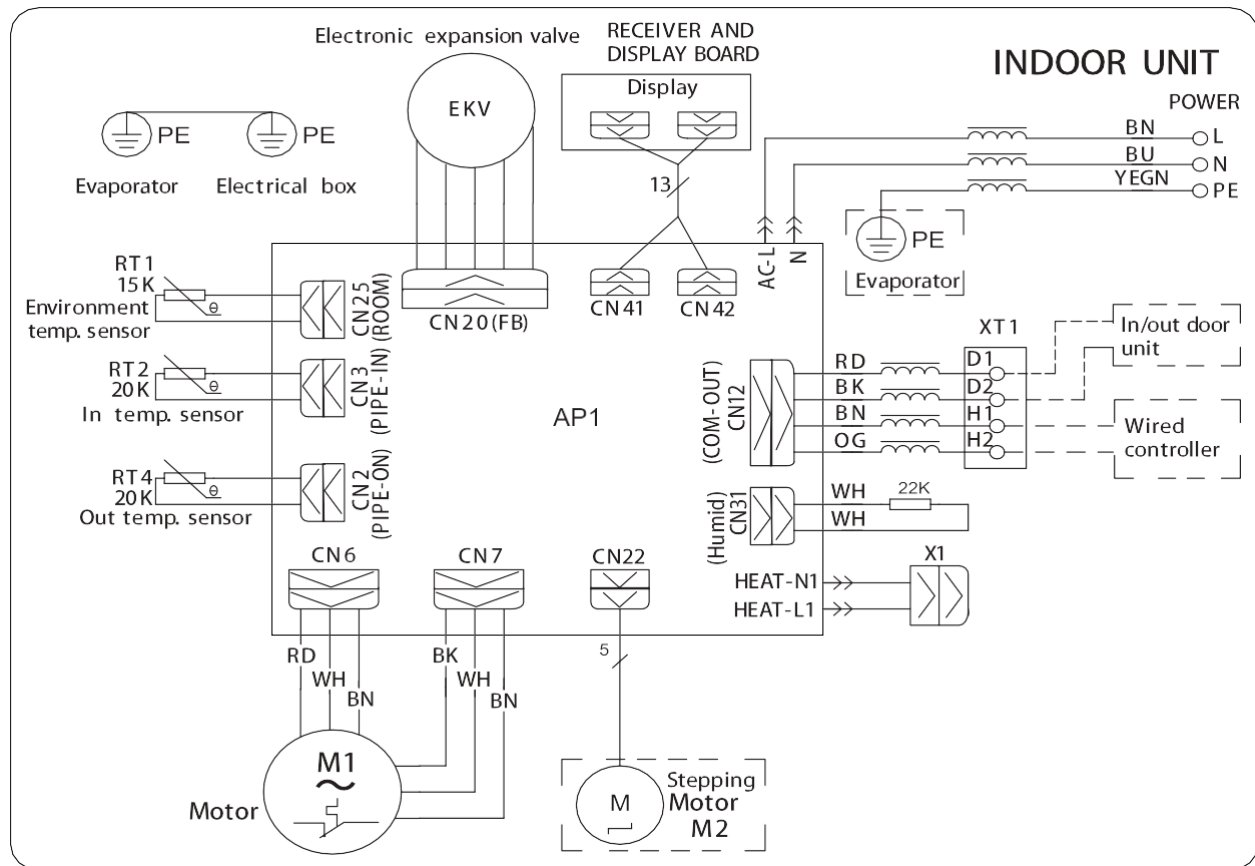 Electronic expansion valve
RECEIVER AND
DISPLAY BOARD
INDOOR UNIT
POWER
Display
EKV
PE
PE
Evaporator
Electrical box
13
BN
L
BU
N
YEGN
PE
PE
Evaporator
AC-L
N
RT1
15K
Environment
temp. sensor
θ
CN25
(ROOM)
CN20(FB)
CN41
CN42
RT2
20K
In temp. sensor
θ
CN3
(PIPE-IN)
AP1
(COM-OUT)
CN12
RD
BK
BN
OG
XT1
D1
D2
H1
H2
In/out door
unit
Wired
controller
RT4
20K
Out temp. sensor
θ
CN2
(PIPE-ON)
(Humid)
CN31
WH
WH
22K
X1
HEAT-N1
HEAT-L1
CN6
CN7
CN22
RD
WH
BN
BK
WH
BN
5
M1
Motor
M
Stepping
Motor
M2